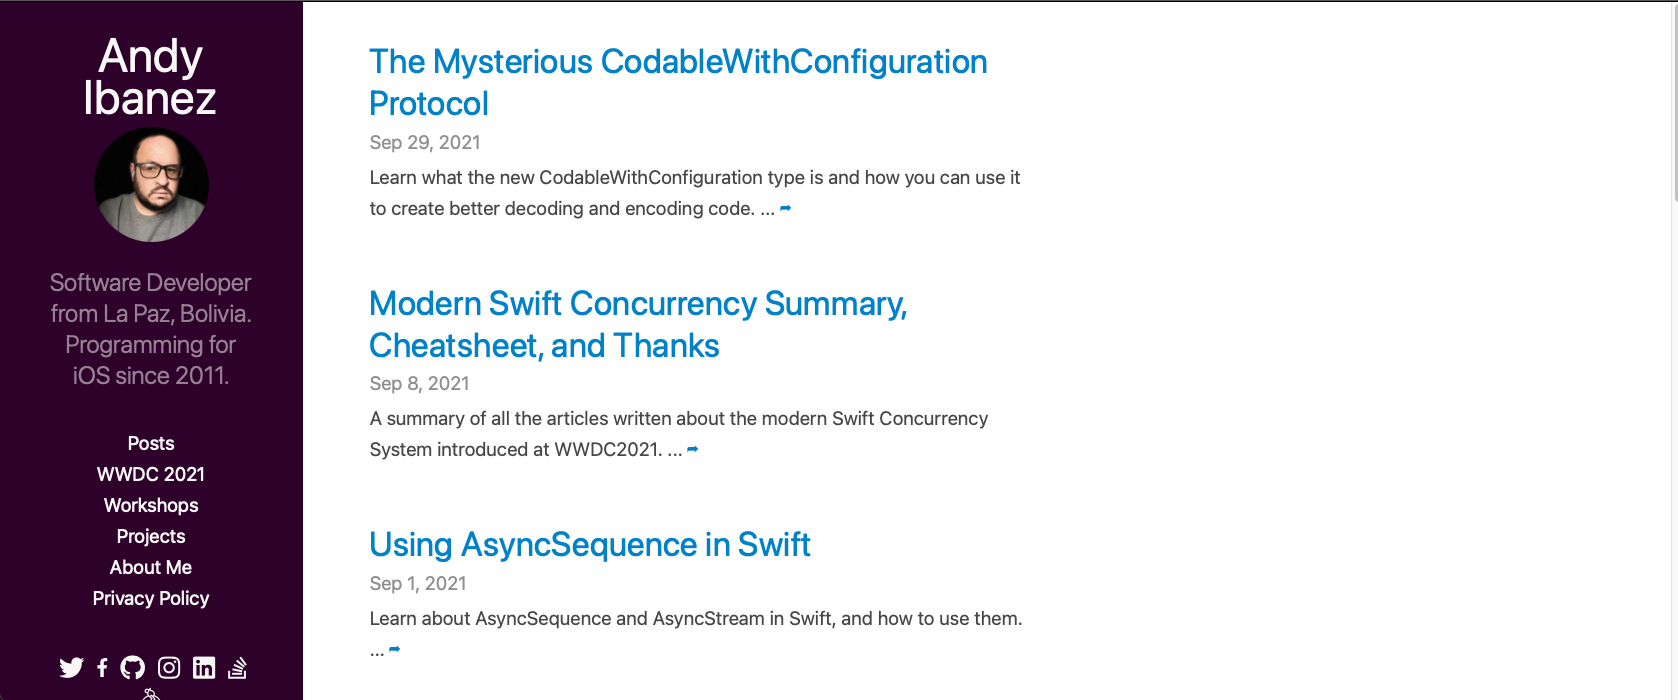 Andy
Ibanez
Software Developer
from La Paz, Bolivia.
Programming for
iOS since 2011.
Posts
WWDC 2021
Workshops
Projects
About Me
Privacy Policy
The Mysterious CodableWithConfiguration
Protocol
Sep 29, 2021
Learn what the new CodableWithConfiguration type is and how you can use it
to create better decoding and encoding code. ... ➦
Modern Swift Concurrency Summary,
Cheatsheet, and Thanks
Sep 8, 2021
A summary of all the articles written about the modern Swift Concurrency
System introduced at WWDC2021. ... ➦
Using AsyncSequence in Swift
Sep 1, 2021
Learn about AsyncSequence and AsyncStream in Swift, and how to use them.
... ➦